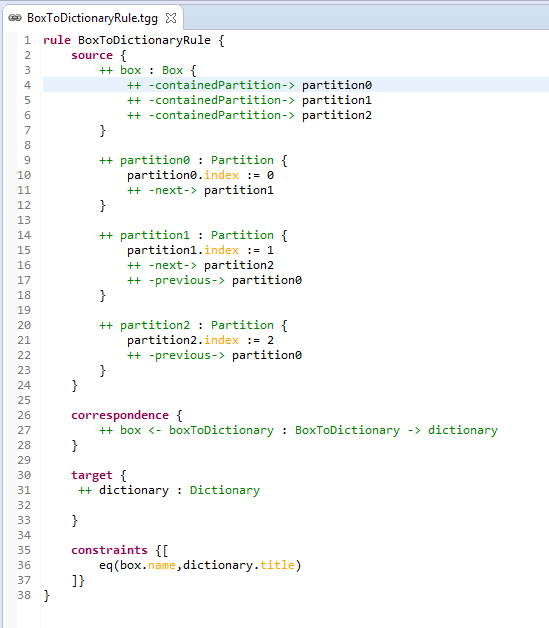 BoxToDictionaryRule.tgg
1 rule BoxToDictionaryRule {
2     source {
3         ++ box : Box {
4             ++ -containedPartition-> partition0
5             ++ -containedPartition-> partition1
6             ++ -containedPartition-> partition2
7         }
8
9         ++ partition0 : Partition {
10             partition0.index := 0
11             ++ -next-> partition1
12         }
13
14         ++ partition1 : Partition {
15             partition1.index := 1
16             ++ -next-> partition2
17             ++ -previous-> partition0
18         }
19
20         ++ partition2 : Partition {
21             partition2.index := 2
22             ++ -previous-> partition0
23         }
24     }
25
26     correspondence {
27         ++ box <- boxToDictionary : BoxToDictionary -> dictionary
28     }
29
30     target {
31      ++ dictionary : Dictionary
32
33     }
34
35     constraints {[
36         eq(box.name,dictionary.title)
37     ]}
38 }